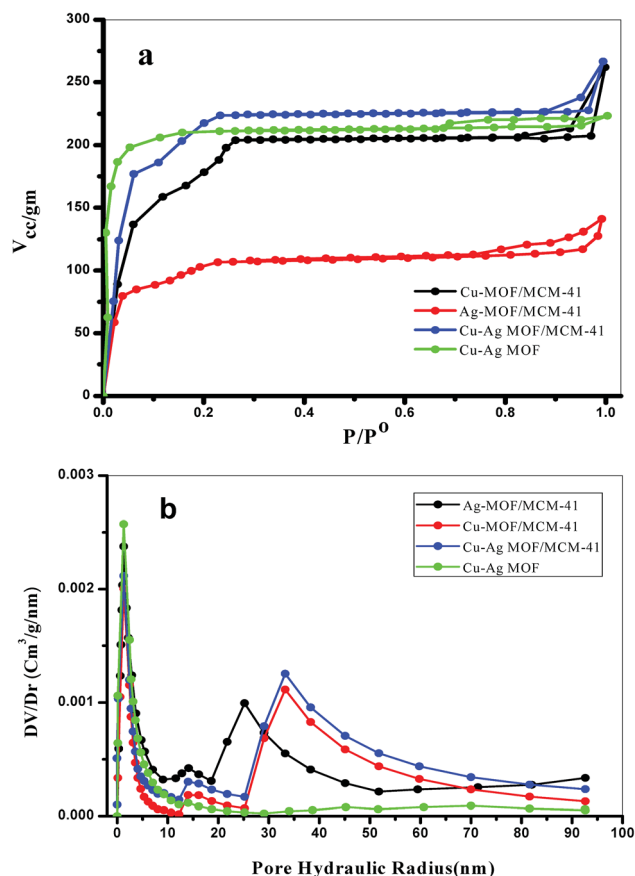 a
300
250
200
150
100
50
0
Vcc/gm
Cu-MOF/MCM-41
Ag-MOF/MCM-41
Cu-Ag MOF/MCM-41
Cu-Ag MOF
0.0 0.2 0.4 0.6 0.8 1.0
P/P⁰
b
0.003
0.002
0.001
0.000
DV/Dr (Cm³/g/nm)
Ag-MOF/MCM-41
Cu-MOF/MCM-41
Cu-Ag MOF/MCM-41
Cu-Ag MOF
0 10 20 30 40 50 60 70 80 90 100
Pore Hydraulic Radius(nm)